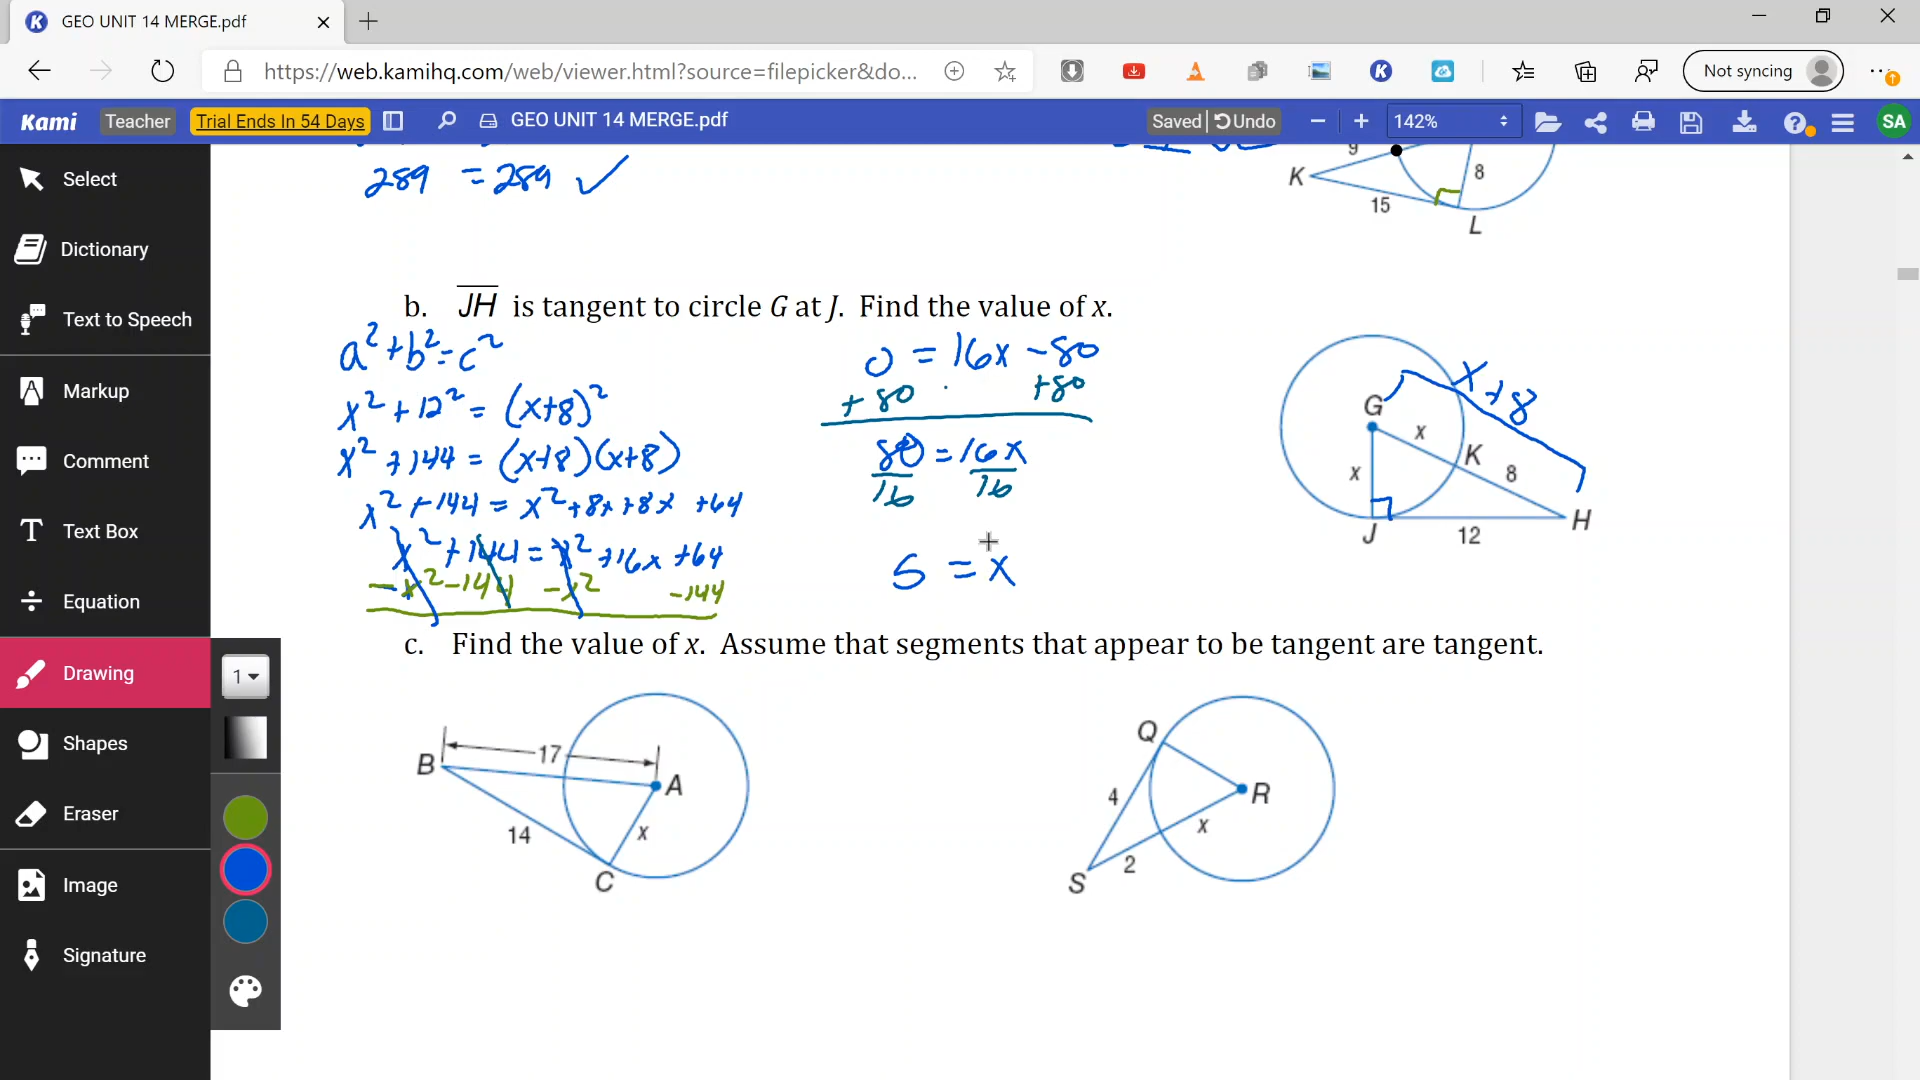 GEO UNIT 14 MERGE.pdf
https://web.kamihq.com/web/viewer.html?source=filepicker&do...
Not syncing
Kami Teacher Trial Ends In 54 Days GEO UNIT 14 MERGE.pdf Saved Undo 142% SA
Select
Dictionary
Text to Speech
Markup
Comment
Text Box
Equation
Drawing
Shapes
Eraser
Image
Signature
1
289 = 289 ✓
9
K
8
15
L
b. JH is tangent to circle G at J. Find the value of x.
a² + b² = c²
x² + 12² = (x+8)²
x² + 144 = (x+8)(x+8)
x² + 144 = x² + 8x + 8x + 64
x² + 144 = x² + 16x + 64
- x² - 144 - x² - 144
0 = 16x - 80
+ 80 + 80
80 = 16x
16 16
5 = x
G
x + 8
x
K
8
x
J
12
H
c. Find the value of x. Assume that segments that appear to be tangent are tangent.
B
17
A
14
x
C
Q
4
R
x
S
2